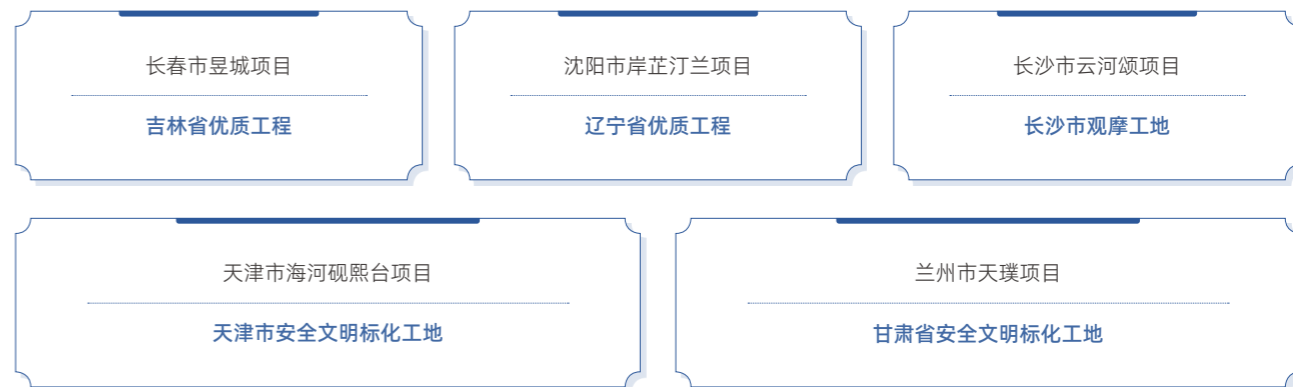 长春市昱城项目
吉林省优质工程
沈阳市岸芷汀兰项目
辽宁省优质工程
长沙市云河颂项目
长沙市观摩工地
天津市海河砚熙台项目
天津市安全文明标化工地
兰州市天璞项目
甘肃省安全文明标化工地